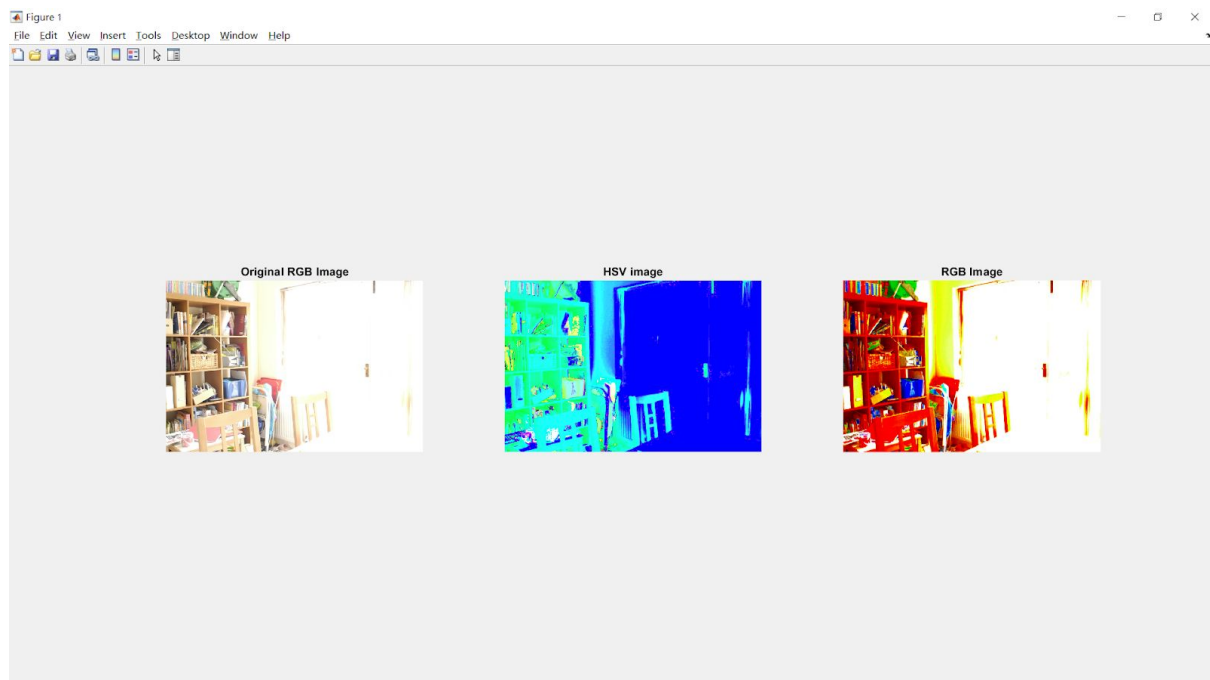 Figure 1
File Edit View Insert Tools Desktop Window Help
Original RGB Image
HSV image
RGB Image